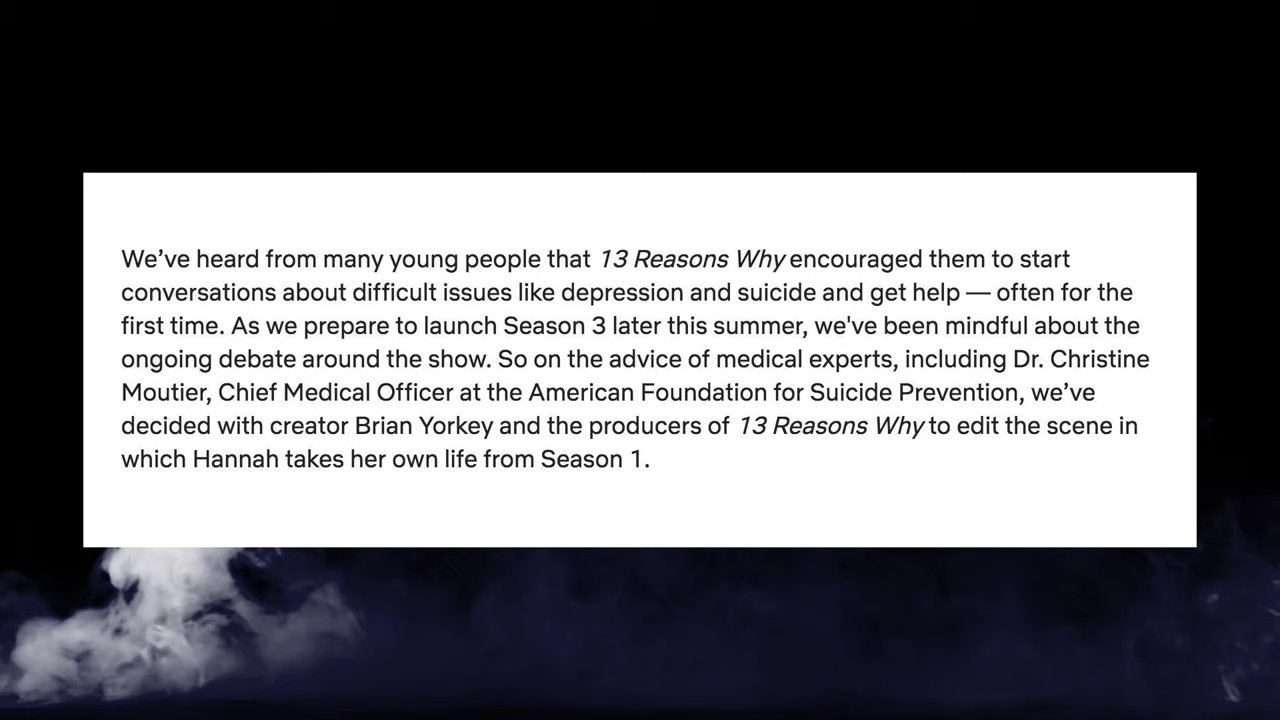 We’ve heard from many young people that 13 Reasons Why encouraged them to start
conversations about difficult issues like depression and suicide and get help — often for the
first time. As we prepare to launch Season 3 later this summer, we've been mindful about the
ongoing debate around the show. So on the advice of medical experts, including Dr. Christine
Moutier, Chief Medical Officer at the American Foundation for Suicide Prevention, we’ve
decided with creator Brian Yorkey and the producers of 13 Reasons Why to edit the scene in
which Hannah takes her own life from Season 1.